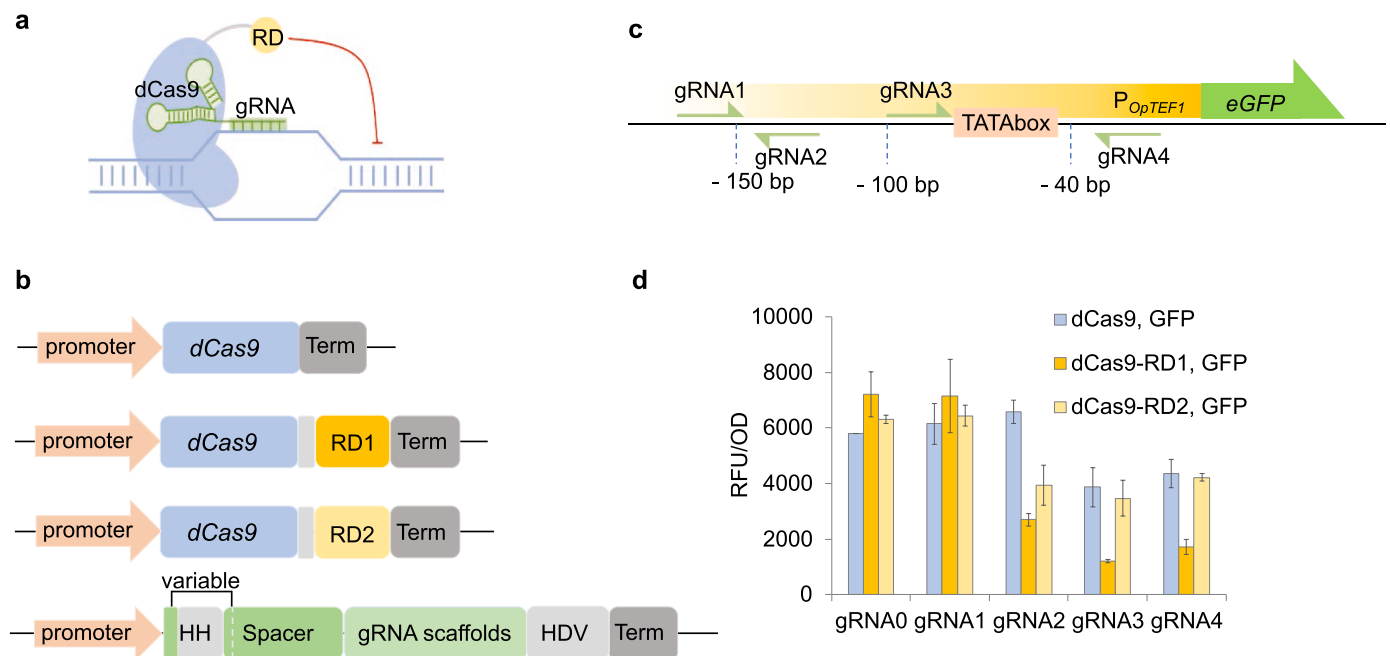 a
RD
dCas9
gRNA
b
promoter dCas9 Term
promoter dCas9 RD1 Term
promoter dCas9 RD2 Term
variable
promoter HH Spacer gRNA scaffolds HDV Term
c
gRNA1 gRNA3 P_OpTEF1 eGFP
TATAbox
gRNA2 gRNA4
- 150 bp - 100 bp - 40 bp
d
RFU/OD
10000
8000
6000
4000
2000
0
dCas9, GFP
dCas9-RD1, GFP
dCas9-RD2, GFP
gRNA0 gRNA1 gRNA2 gRNA3 gRNA4